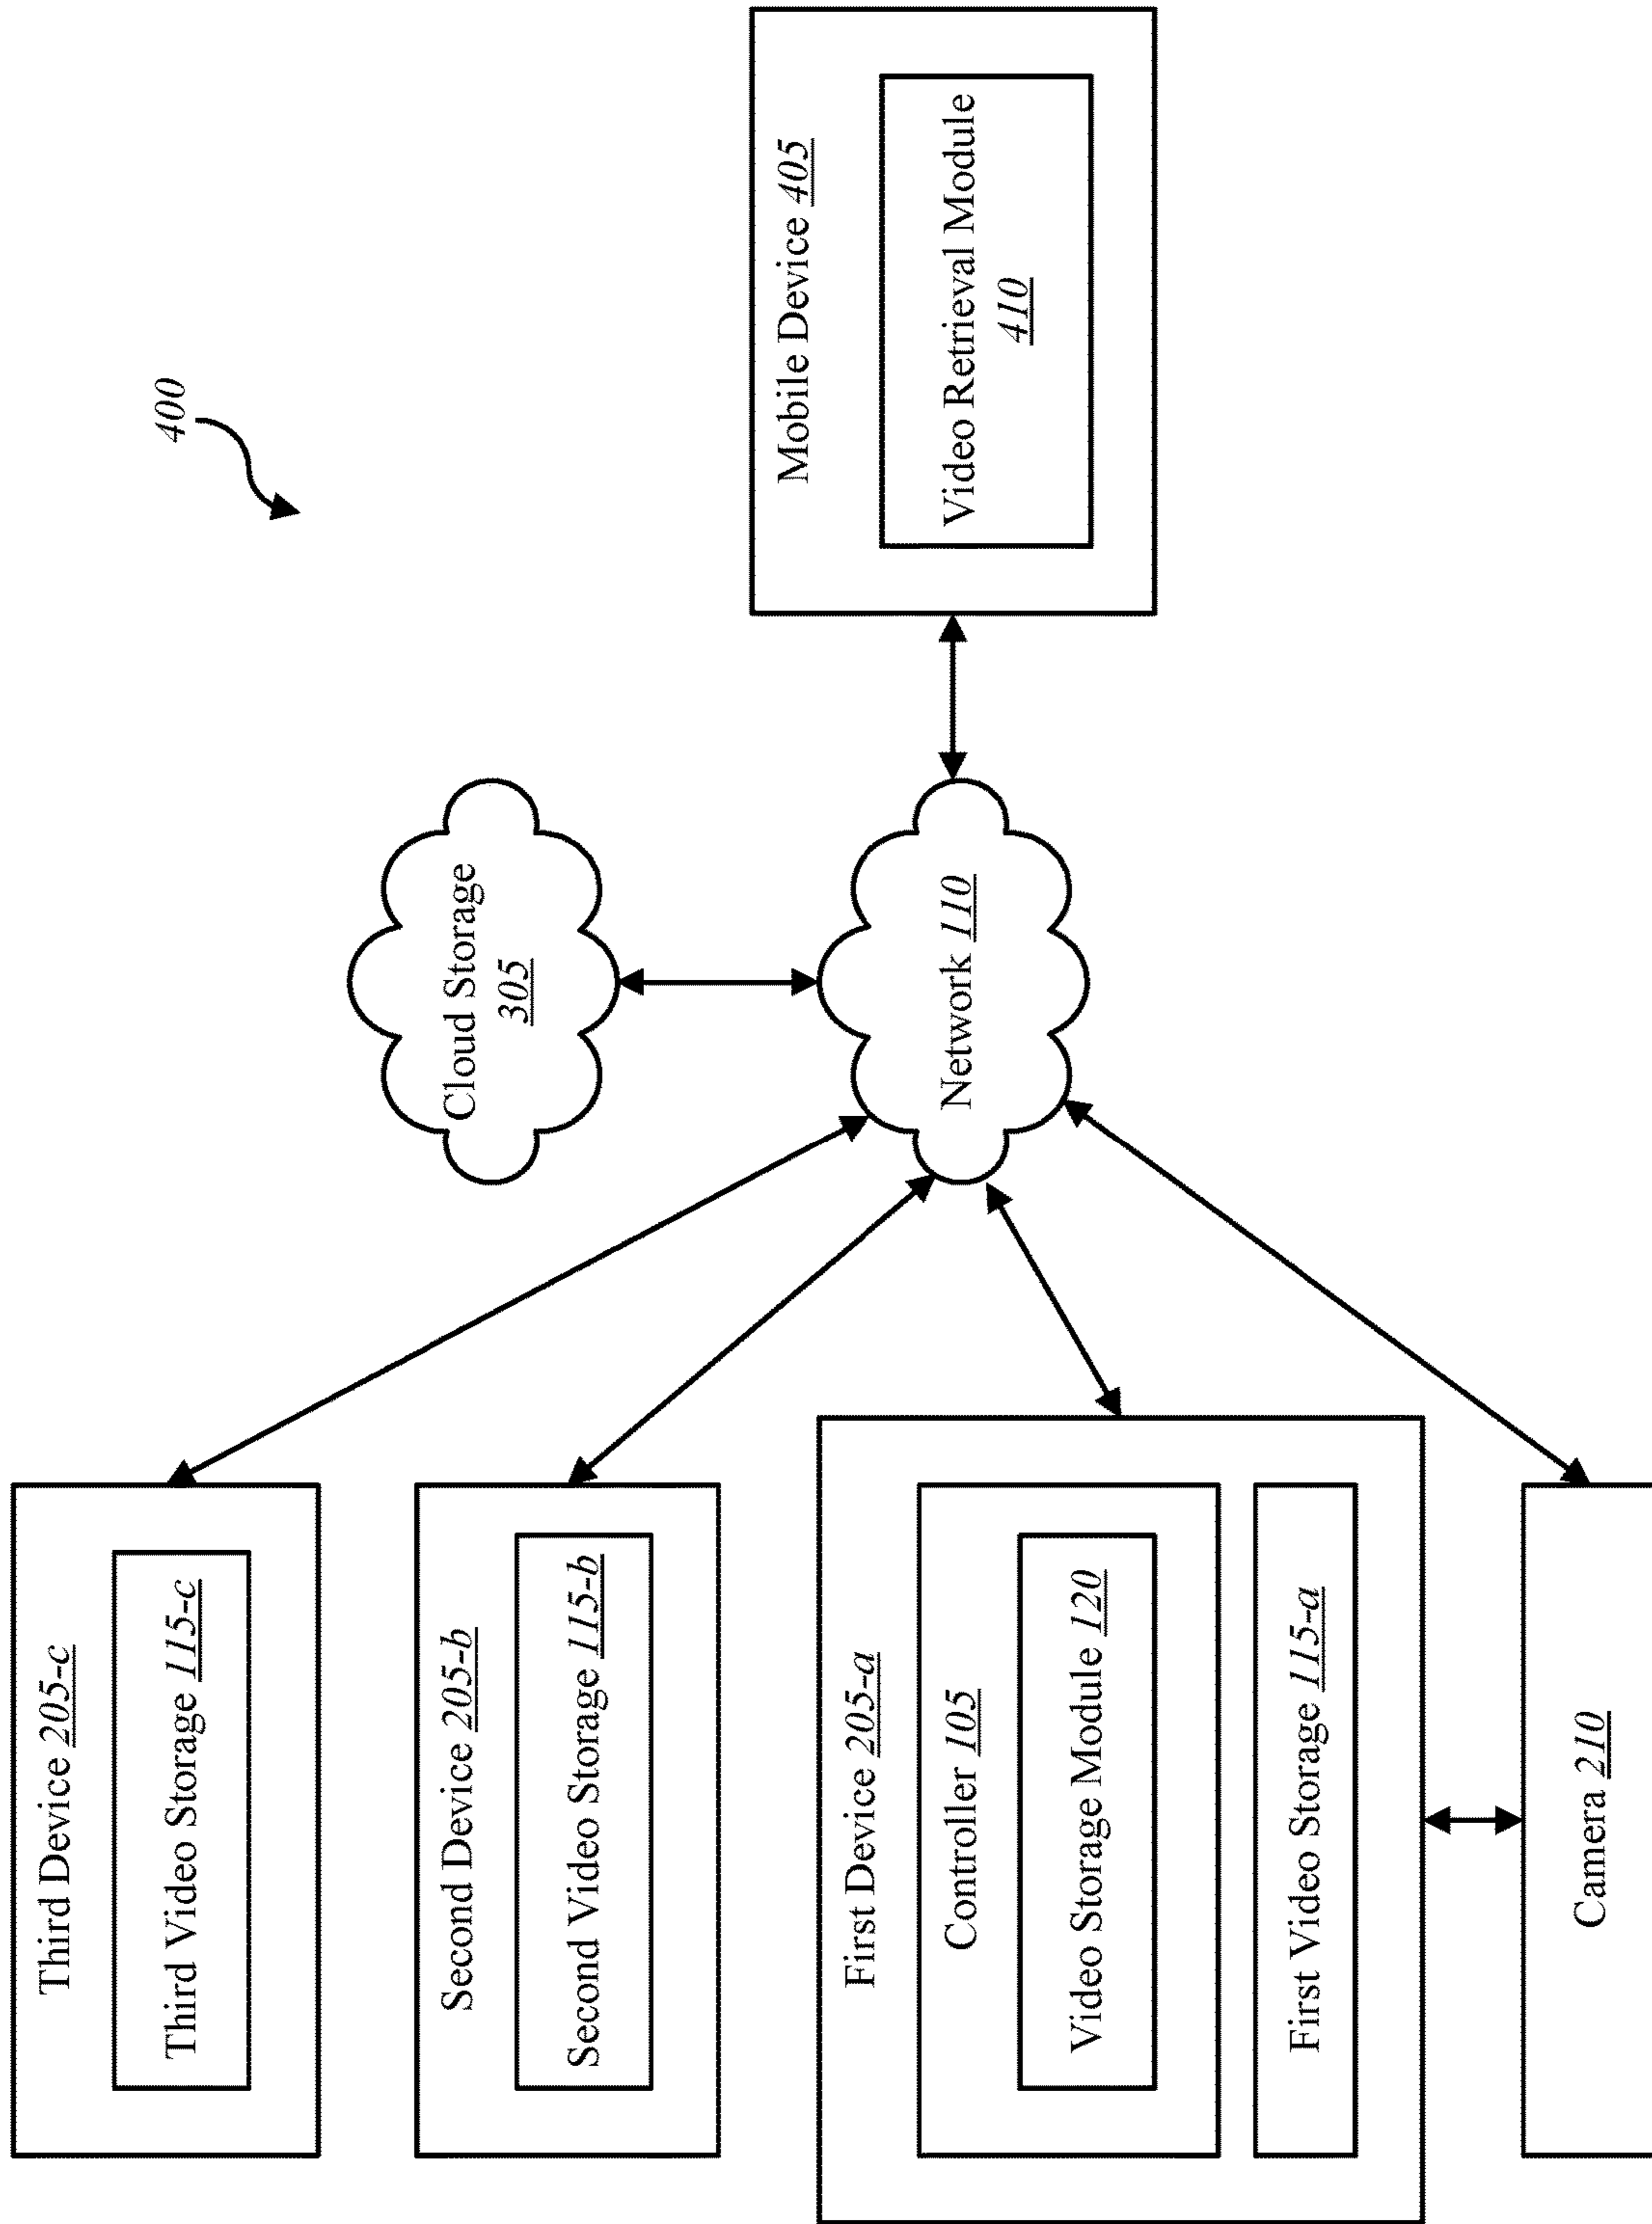 400
Third Device 205-c
Third Video Storage 115-c
Second Device 205-b
Second Video Storage 115-b
First Device 205-a
Controller 105
Video Storage Module 120
First Video Storage 115-a
Camera 210
Cloud Storage
305
Network 110
Mobile Device 405
Video Retrieval Module
410